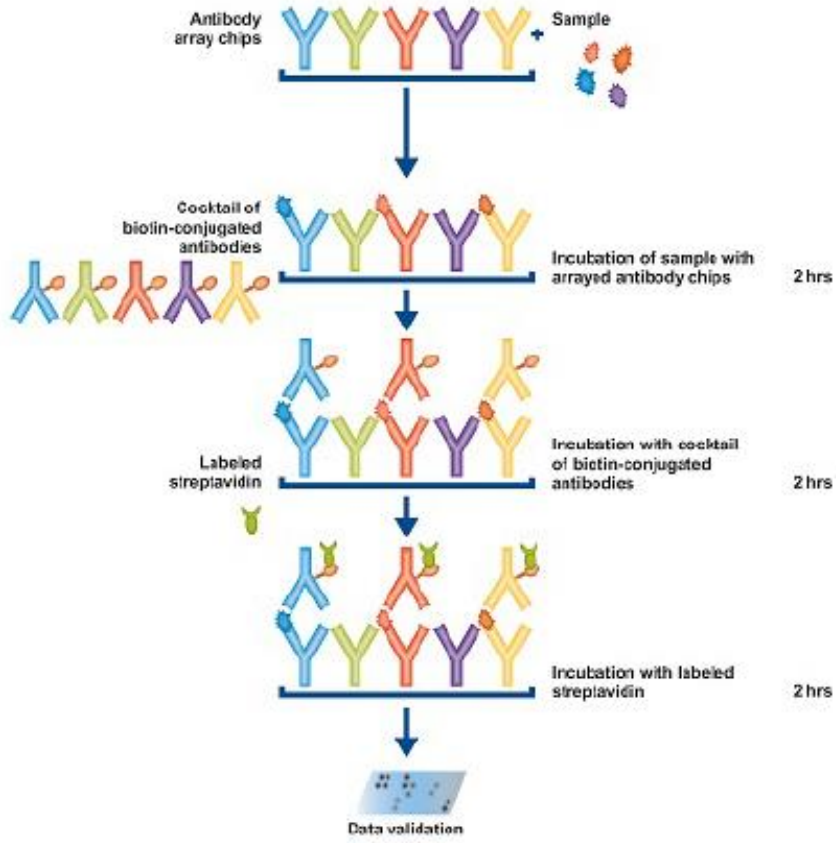 Antibody
array chips
Sample
Cocktail of
biotin-conjugated
antibodies
Incubation of sample with
arrayed antibody chips
2 hrs
Labeled
streptavidin
Incubation with cocktail
of biotin-conjugated
antibodies
2 hrs
Incubation with labeled
streptavidin
2 hrs
Data validation